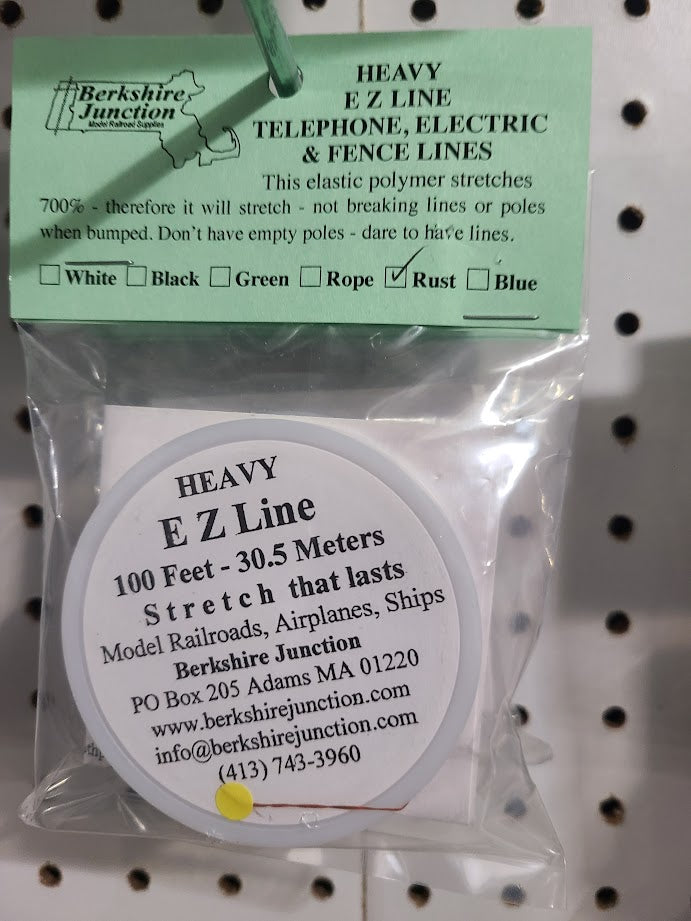 Berkshire
Junction
Model Railroad Supplies
HEAVY
E Z LINE
TELEPHONE, ELECTRIC
& FENCE LINES
This elastic polymer stretches
700% - therefore it will stretch - not breaking lines or poles
when bumped. Don't have empty poles - dare to have lines.
☐ White ☐ Black ☐ Green ☐ Rope ☑ Rust ☐ Blue
HEAVY
E Z Line
100 Feet - 30.5 Meters
Stretch that lasts
Model Railroads, Airplanes, Ships
Berkshire Junction
PO Box 205 Adams MA 01220
www.berkshirejunction.com
info@berkshirejunction.com
(413) 743-3960